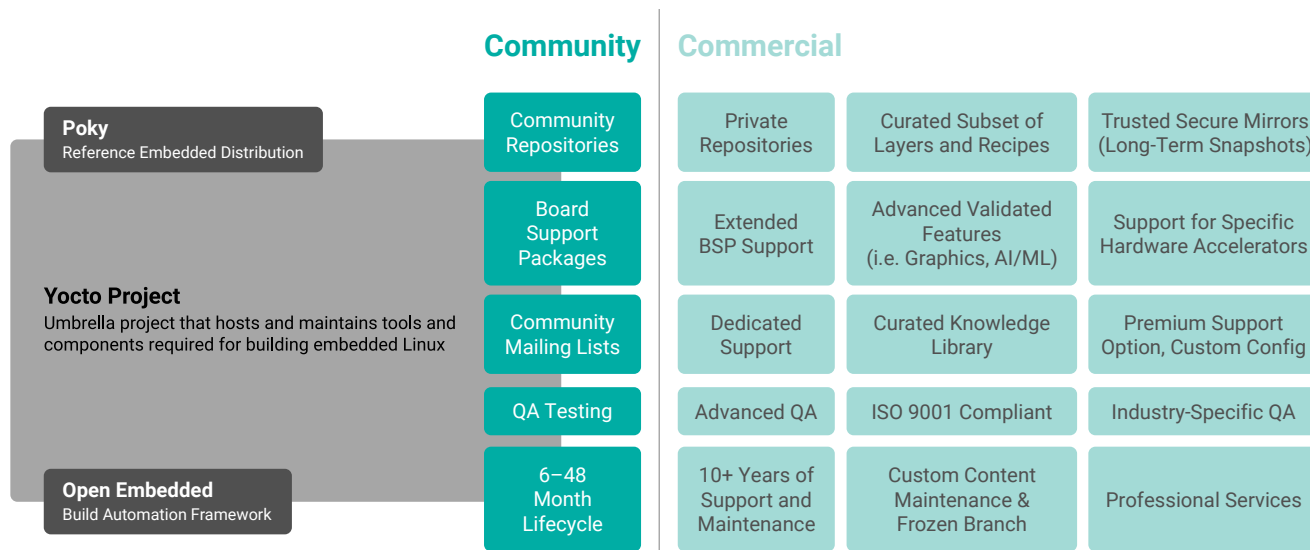 Community
Commercial
Poky
Reference Embedded Distribution
Yocto Project
Umbrella project that hosts and maintains tools and
components required for building embedded Linux
Open Embedded
Build Automation Framework
Community
Repositories
Private
Repositories
Curated Subset of
Layers and Recipes
Trusted Secure Mirrors
(Long-Term Snapshots)
Board
Support
Packages
Extended
BSP Support
Advanced Validated
Features
(i.e. Graphics, AI/ML)
Support for Specific
Hardware Accelerators
Community
Mailing Lists
Dedicated
Support
Curated Knowledge
Library
Premium Support
Option, Custom Config
QA Testing
Advanced QA
ISO 9001 Compliant
Industry-Specific QA
6–48
Month
Lifecycle
10+ Years of
Support and
Maintenance
Custom Content
Maintenance &
Frozen Branch
Professional Services